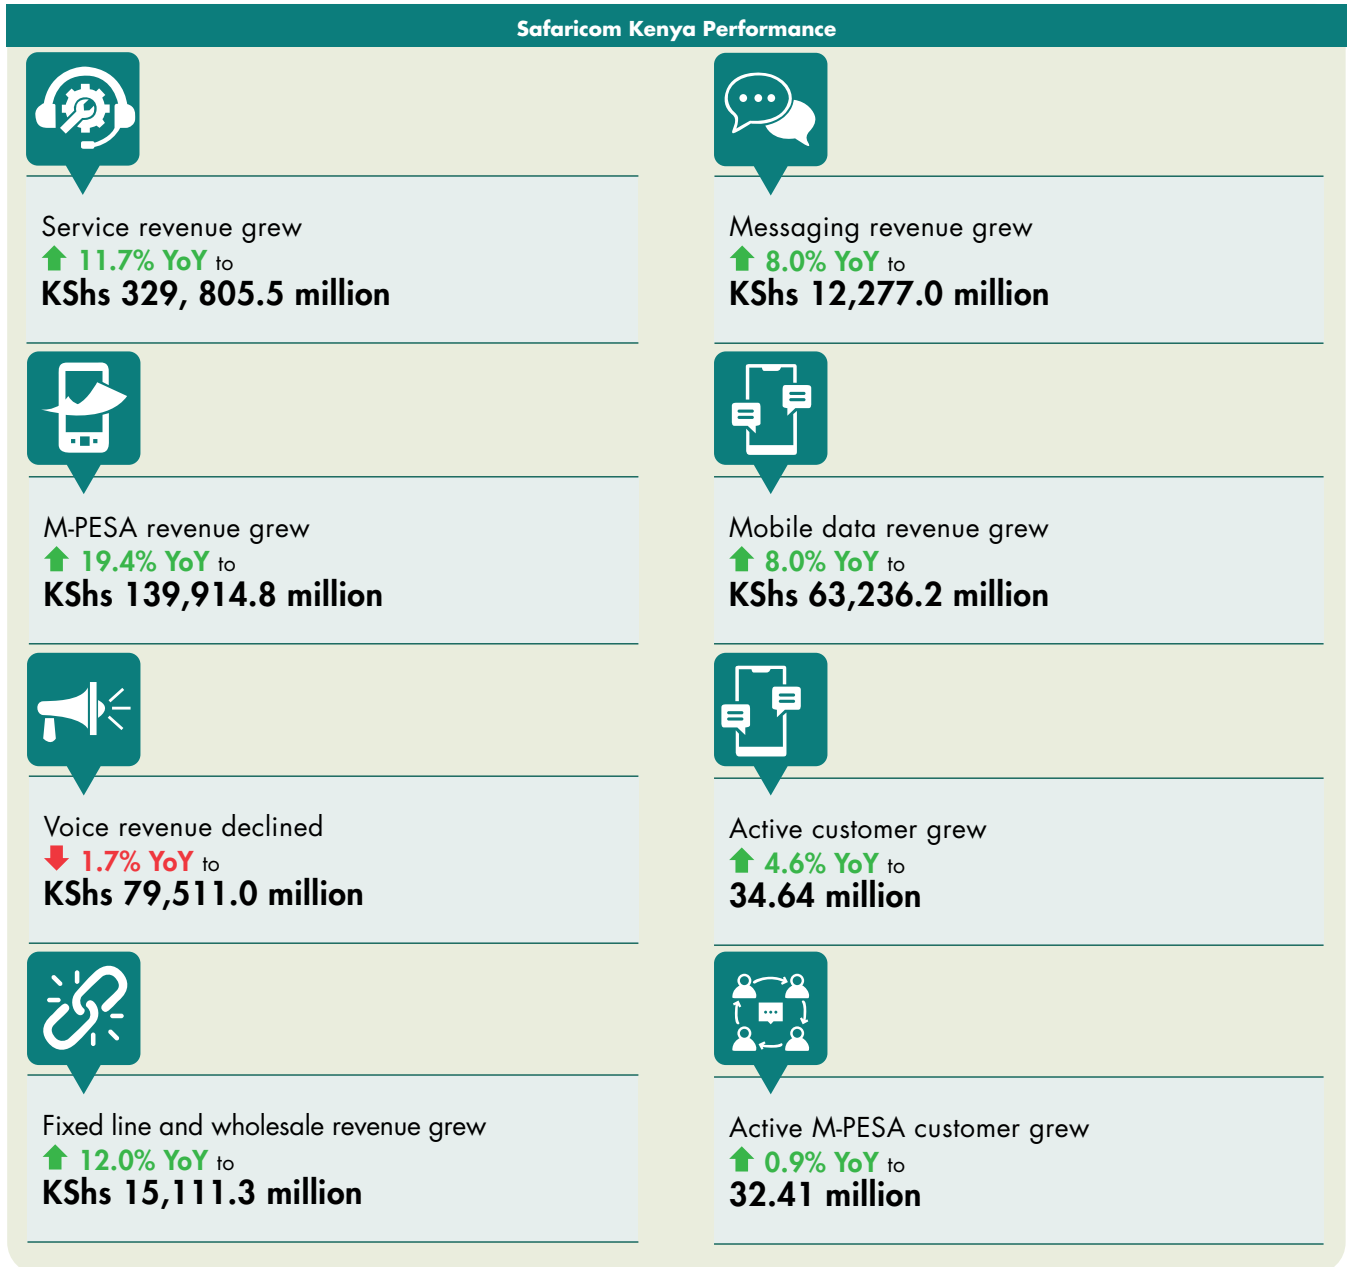 Safaricom Kenya Performance
Service revenue grew
11.7% YoY to
KShs 329, 805.5 million
Messaging revenue grew
8.0% YoY to
KShs 12,277.0 million
M-PESA revenue grew
19.4% YoY to
KShs 139,914.8 million
Mobile data revenue grew
8.0% YoY to
KShs 63,236.2 million
Voice revenue declined
1.7% YoY to
KShs 79,511.0 million
Active customer grew
4.6% YoY to
34.64 million
Fixed line and wholesale revenue grew
12.0% YoY to
KShs 15,111.3 million
Active M-PESA customer grew
0.9% YoY to
32.41 million